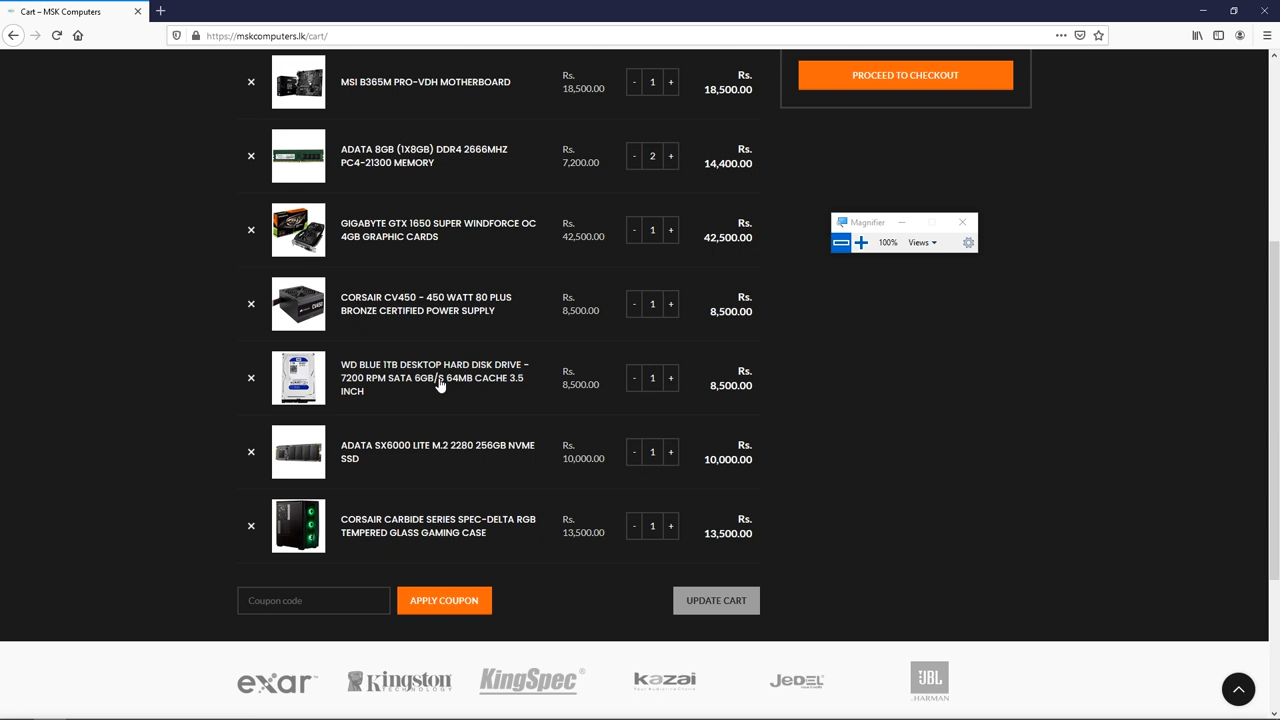 Cart – MSK Computers
https://mskcomputers.lk/cart/
MSI B365M PRO-VDH MOTHERBOARD
Rs.
18,500.00
- 1 +
Rs.
18,500.00
PROCEED TO CHECKOUT
ADATA 8GB (1X8GB) DDR4 2666MHZ
PC4-21300 MEMORY
Rs.
7,200.00
- 2 +
Rs.
14,400.00
GIGABYTE GTX 1650 SUPER WINDFORCE OC
4GB GRAPHIC CARDS
Rs.
42,500.00
- 1 +
Rs.
42,500.00
Magnifier
100%
Views
CORSAIR CV450 - 450 WATT 80 PLUS
BRONZE CERTIFIED POWER SUPPLY
Rs.
8,500.00
- 1 +
Rs.
8,500.00
WD BLUE 1TB DESKTOP HARD DISK DRIVE -
7200 RPM SATA 6GB/S 64MB CACHE 3.5
INCH
Rs.
8,500.00
- 1 +
Rs.
8,500.00
ADATA SX6000 LITE M.2 2280 256GB NVME
SSD
Rs.
10,000.00
- 1 +
Rs.
10,000.00
CORSAIR CARBIDE SERIES SPEC-DELTA RGB
TEMPERED GLASS GAMING CASE
Rs.
13,500.00
- 1 +
Rs.
13,500.00
Coupon code
APPLY COUPON
UPDATE CART
exar
Kingston
TECHNOLOGY
KingSpec®
kazai
JEDEL
JBL
HARMAN